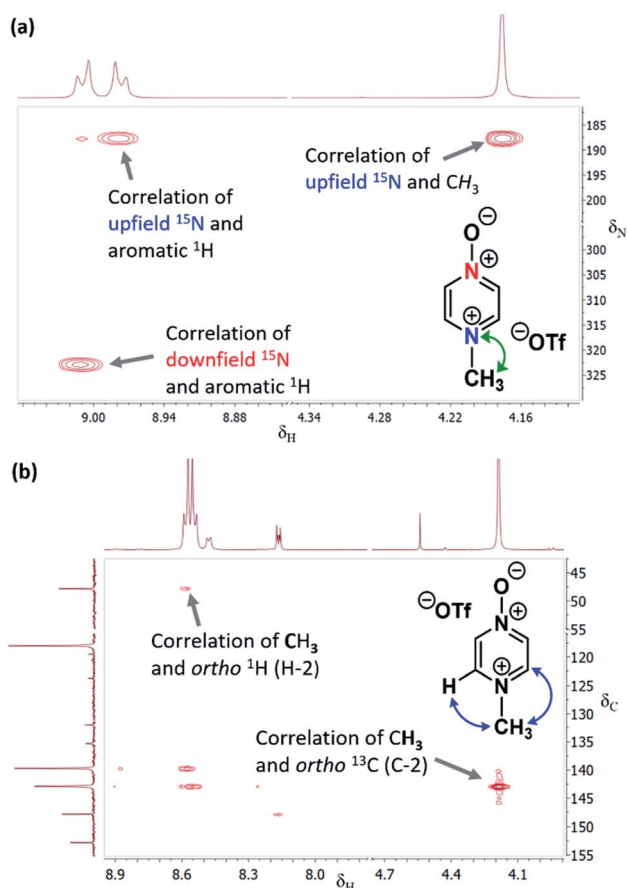 (a)
Correlation of
upfield ¹⁵N and
aromatic ¹H
Correlation of
upfield ¹⁵N and CH₃
Correlation of
downfield ¹⁵N
and aromatic ¹H
O⊖
N⊕
⊕
N
CH₃
⊖OTf
185
190
195
200
300
305
310
315
320
325
δN
9.00 8.94 8.88 4.34 4.28 4.22 4.16
δH
(b)
Correlation of CH₃
and ortho ¹H (H-2)
Correlation of CH₃
and ortho ¹³C (C-2)
⊖OTf
O⊖
N⊕
H
N⊕
CH₃
45
50
55
120
125
130
135
140
145
150
155
δC
8.9 8.6 8.3 8.0 4.7 4.4 4.1
δH